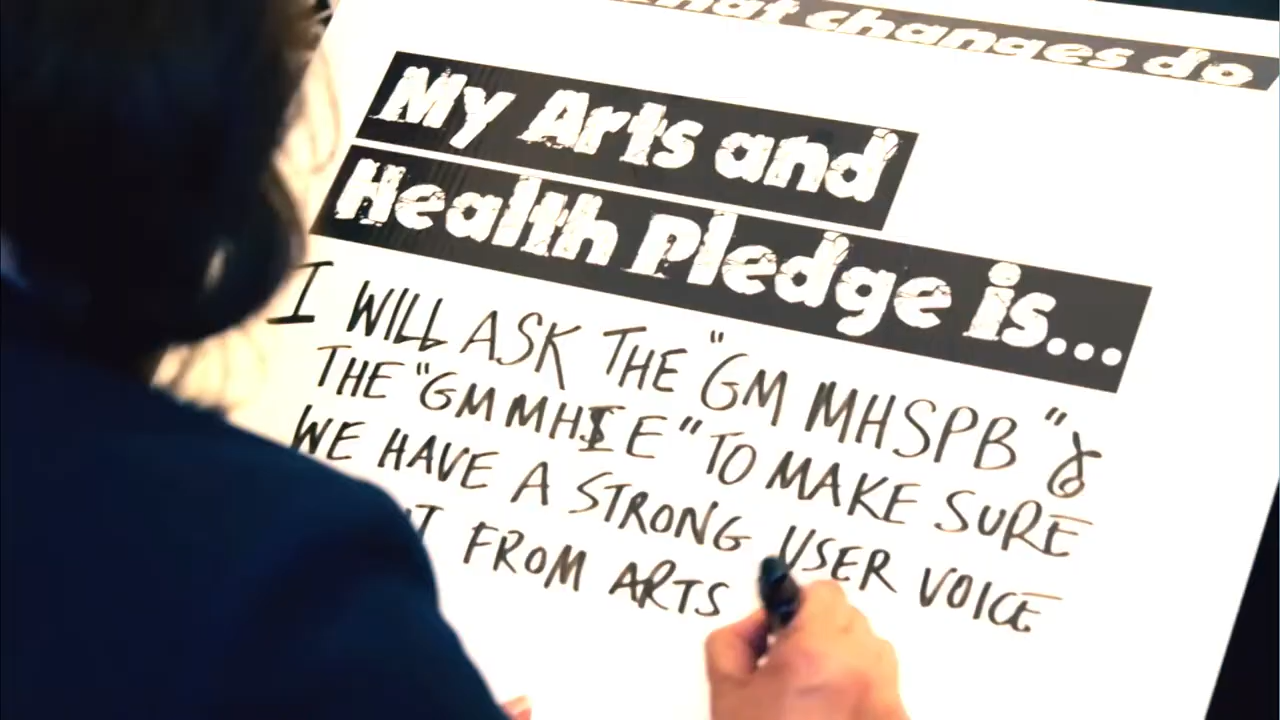 that changes do
My Arts and
Health Pledge is...
I WILL ASK THE "GM MHSPB" &
THE "GMMHSE" TO MAKE SURE
WE HAVE A STRONG USER VOICE
FROM ARTS